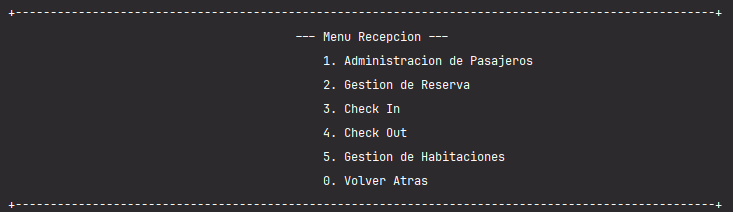 +----------------------------------------------------------------------------------------------------+
--- Menu Recepcion ---
1. Administracion de Pasajeros
2. Gestion de Reserva
3. Check In
4. Check Out
5. Gestion de Habitaciones
0. Volver Atras
+----------------------------------------------------------------------------------------------------+